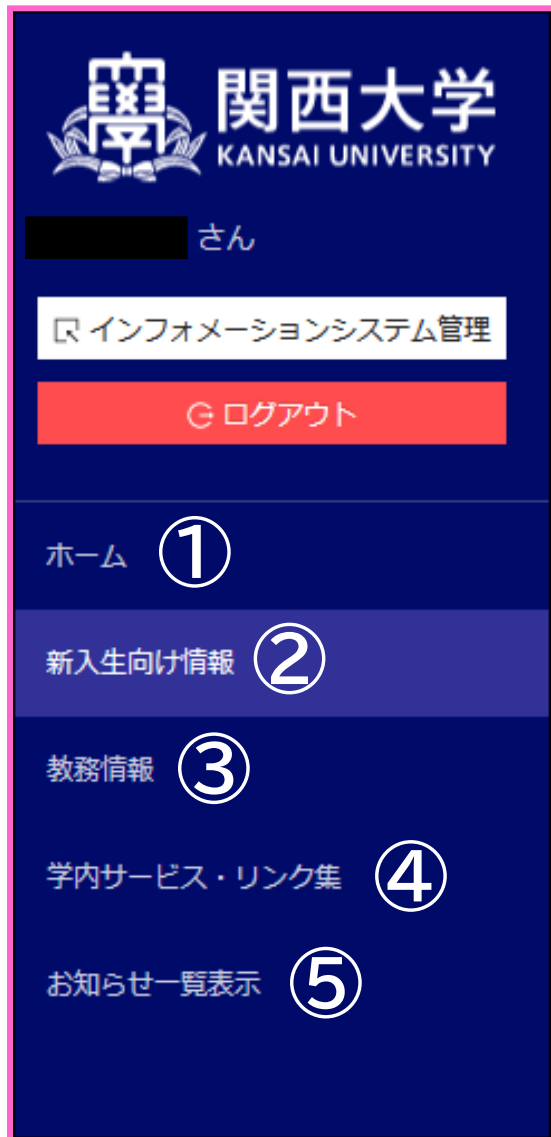 関西大学
KANSAI UNIVERSITY
さん
インフォメーションシステム管理
ログアウト
ホーム ①
新入生向け情報 ②
教務情報 ③
学内サービス・リンク集 ④
お知らせ一覧表示 ⑤